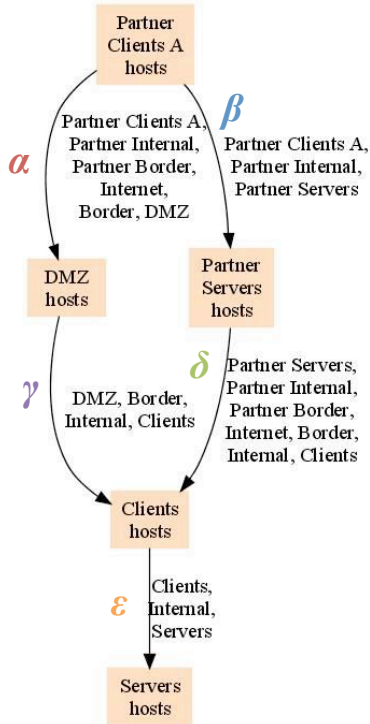 Partner
Clients A
hosts
α
Partner Clients A,
Partner Internal,
Partner Border,
Internet,
Border, DMZ
β
Partner Clients A,
Partner Internal,
Partner Servers
DMZ
hosts
Partner
Servers
hosts
γ
DMZ, Border,
Internal, Clients
δ
Partner Servers,
Partner Internal,
Partner Border,
Internet, Border,
Internal, Clients
Clients
hosts
ε
Clients,
Internal,
Servers
Servers
hosts